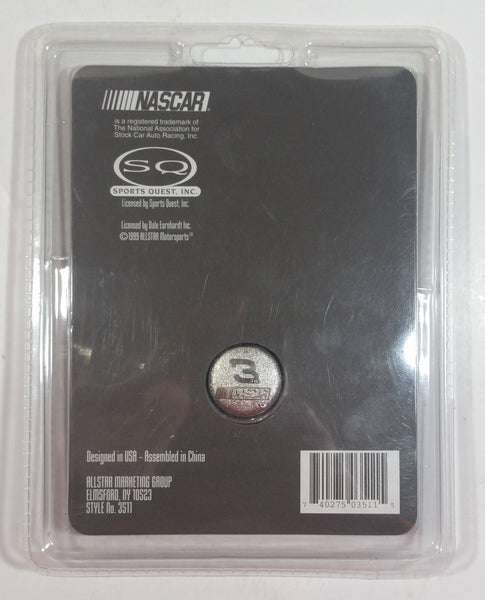 NASCAR.
is a registered trademark of
The National Association for
Stock Car Auto Racing, Inc.
SQ
SPORTS QUEST, INC.
Licensed by Sports Quest, Inc.
Licensed by Dale Earnhardt Inc.
©1999 ALLSTAR Motorsports™
3
NASCAR
Designed in USA - Assembled in China
ALLSTAR MARKETING GROUP
ELMSFORD, NY 10523
STYLE No. 3511
7 40275 03511 5